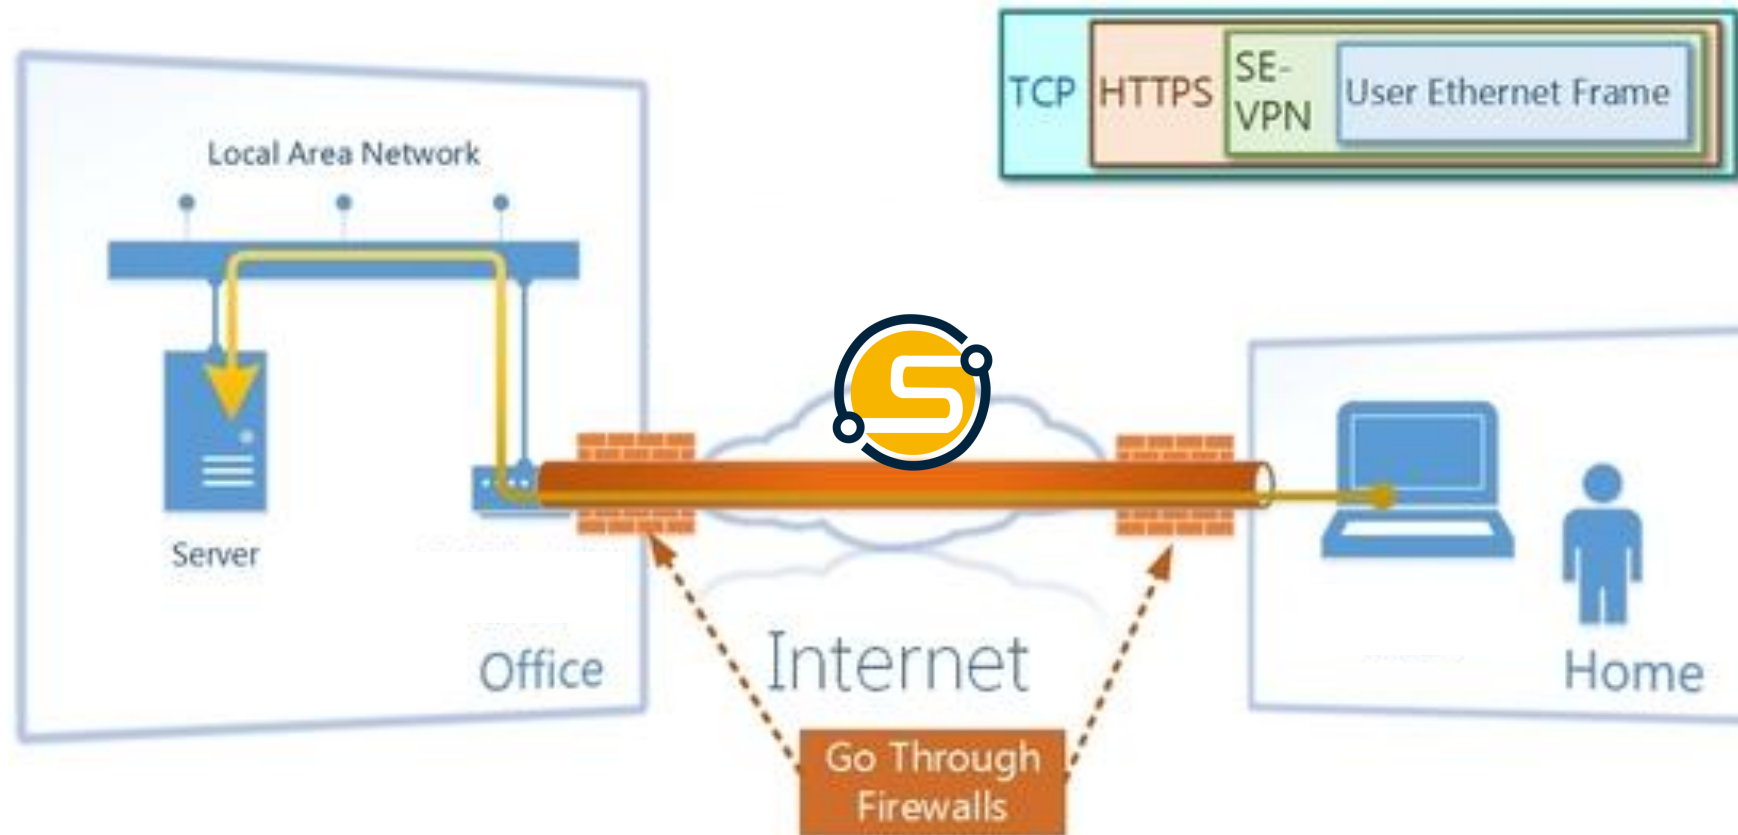 TCP
HTTPS
SE-
VPN
User Ethernet Frame
Local Area Network
S
Server
Office
Internet
Home
Go Through
Firewalls